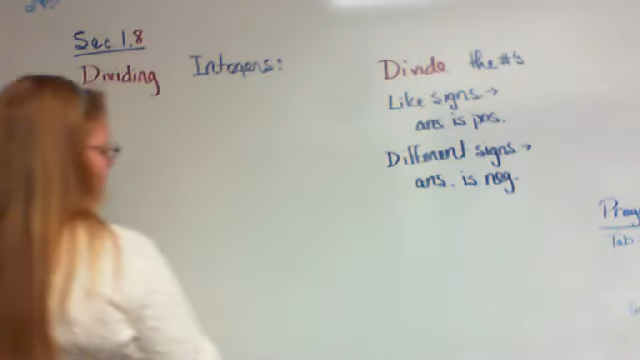 Sec. 1.8
Dividing Integers:
Divide the #s
Like signs →
ans is pos.
Different signs →
ans. is neg.